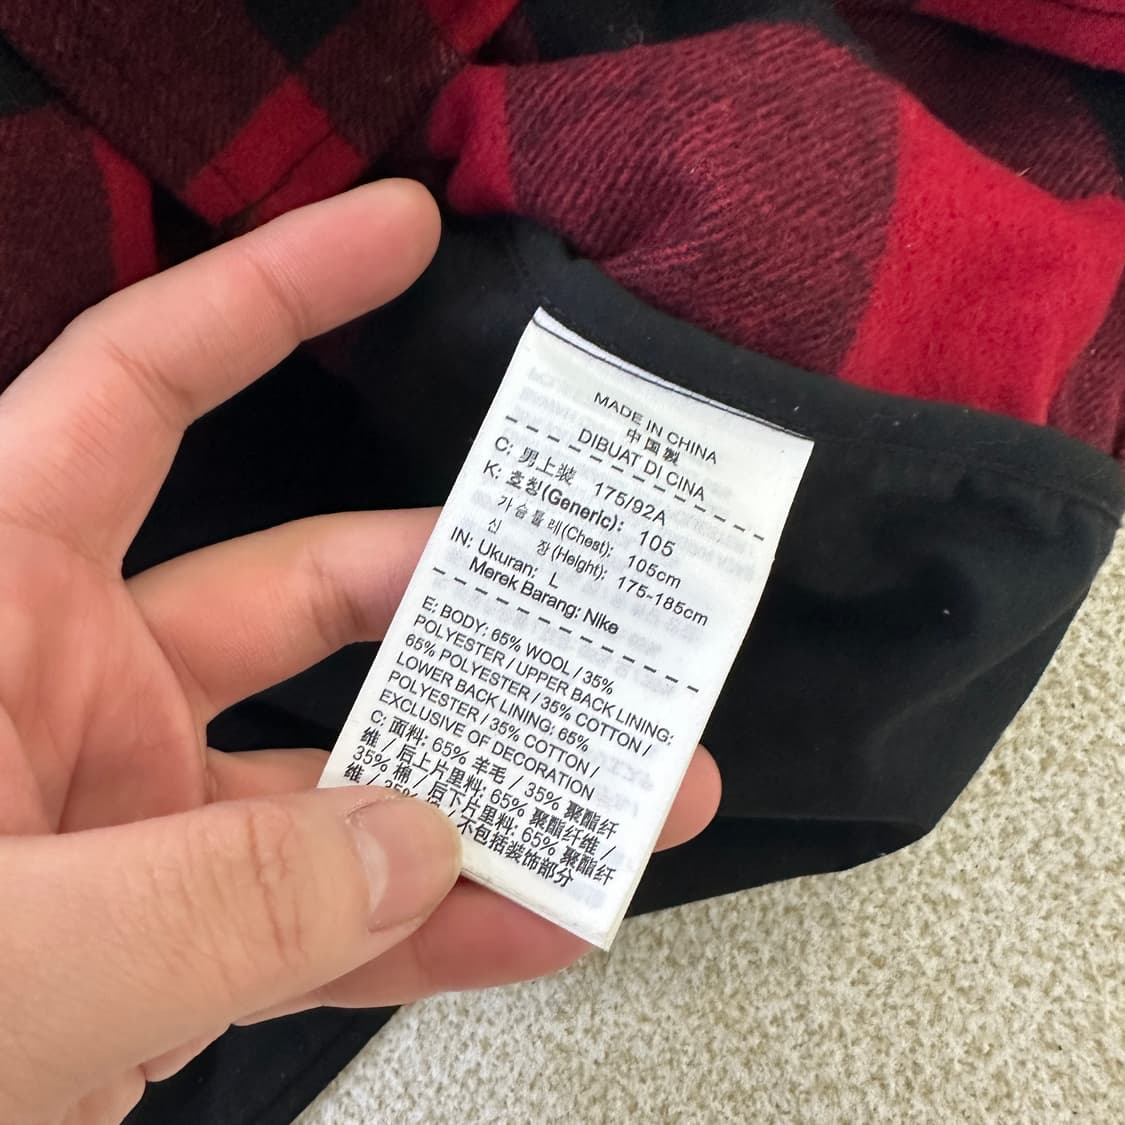 MADE IN CHINA
中国製
DIBUAT DI CINA
C: 男上装 175/92A
K: 호칭(Generic): 105
가슴둘레(Chest): 105cm
신 장(Height): 175-185cm
IN: Ukuran: L
Merek Barang: Nike
E: BODY: 65% WOOL / 35%
POLYESTER / UPPER BACK LINING:
65% POLYESTER / 35% COTTON /
LOWER BACK LINING: 65%
POLYESTER / 35% COTTON /
EXCLUSIVE OF DECORATION
C: 面料: 65% 羊毛 / 35% 聚酯纤
维 / 后上片里料: 65% 聚酯纤维 /
35% 棉 / 后下片里料: 65% 聚酯纤
维 / 35% / 不包括装饰部分